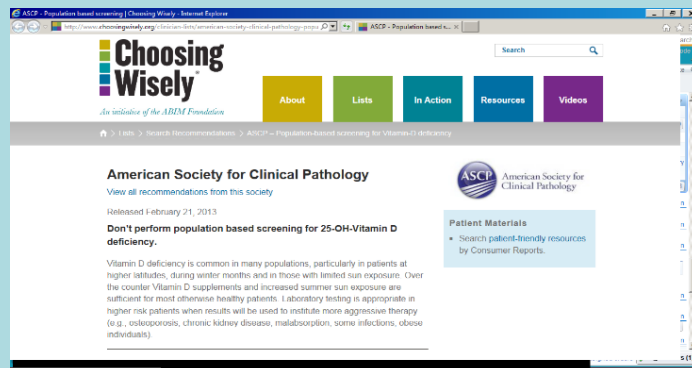 ASCP - Population based screening | Choosing Wisely - Internet Explorer
http://www.choosingwisely.org/clinician-lists/american-society-clinical-pathology-popu
ASCP - Population based s...
Choosing
Wisely
An initiative of the ABIM Foundation
Search
About
Lists
In Action
Resources
Videos
> Lists > Search Recommendations > ASCP – Population-based screening for Vitamin-D deficiency
American Society for Clinical Pathology
View all recommendations from this society
Released February 21, 2013
Don't perform population based screening for 25-OH-Vitamin D
deficiency.
Vitamin D deficiency is common in many populations, particularly in patients at
higher latitudes, during winter months and in those with limited sun exposure. Over
the counter Vitamin D supplements and increased summer sun exposure are
sufficient for most otherwise healthy patients. Laboratory testing is appropriate in
higher risk patients when results will be used to institute more aggressive therapy
(e.g., osteoporosis, chronic kidney disease, malabsorption, some infections, obese
individuals).
ASCP
American Society for
Clinical Pathology
Patient Materials
• Search patient-friendly resources
by Consumer Reports.